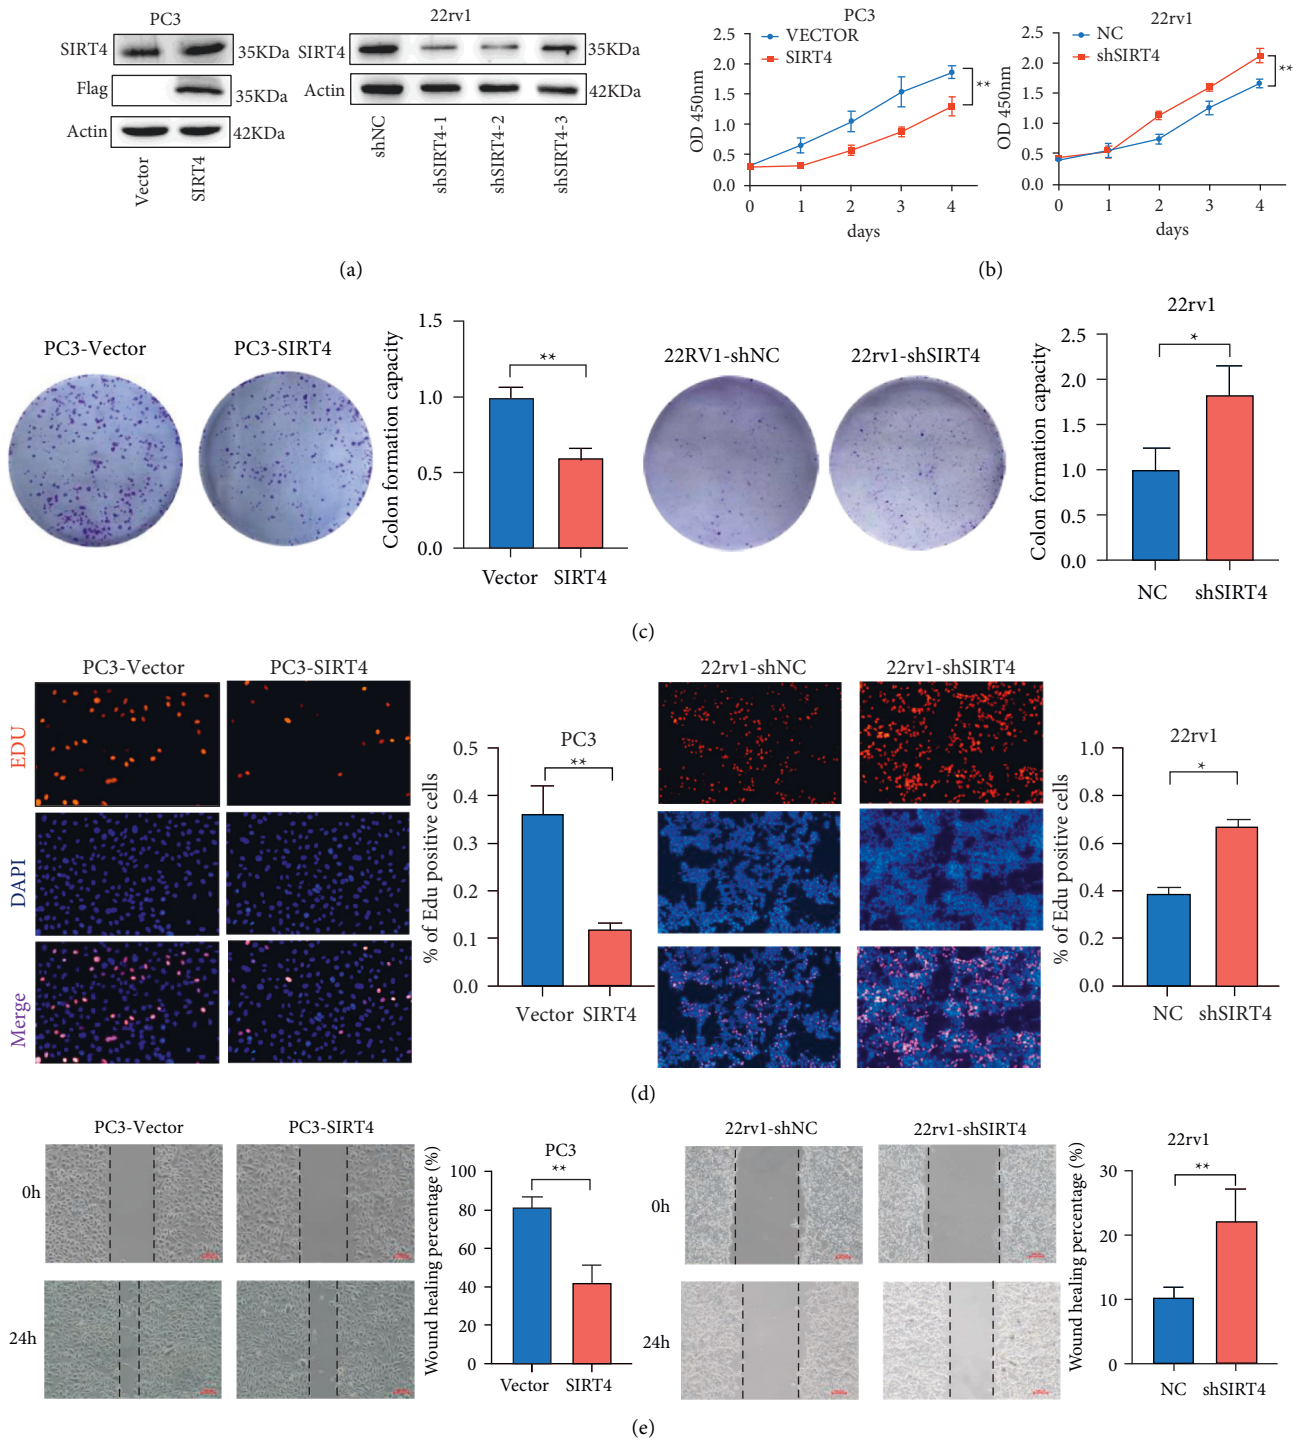 PC3
SIRT4
35KDa
Flag
35KDa
Actin
42KDa
Vector
SIRT4
22rv1
SIRT4
35KDa
Actin
42KDa
shNC
shSIRT4-1
shSIRT4-2
shSIRT4-3
(a)
PC3
VECTOR
SIRT4
**
OD 450nm
2.5
2.0
1.5
1.0
0.5
0.0
0 1 2 3 4
days
22rv1
NC
shSIRT4
**
OD 450nm
2.5
2.0
1.5
1.0
0.5
0.0
0 1 2 3 4
days
(b)
PC3-Vector
PC3-SIRT4
Colon formation capacity
1.5
1.0
0.5
0.0
**
Vector SIRT4
22RV1-shNC
22rv1-shSIRT4
22rv1
Colon formation capacity
2.5
2.0
1.5
1.0
0.5
0.0
*
NC shSIRT4
(c)
PC3-Vector
PC3-SIRT4
EDU
DAPI
Merge
PC3
% of Edu positive cells
0.5
0.4
0.3
0.2
0.1
0.0
**
Vector SIRT4
22rv1-shNC
22rv1-shSIRT4
22rv1
% of Edu positive cells
1.0
0.8
0.6
0.4
0.2
0.0
*
NC shSIRT4
(d)
PC3-Vector
PC3-SIRT4
0h
24h
PC3
Wound healing percentage (%)
100
80
60
40
20
0
**
Vector SIRT4
22rv1-shNC
22rv1-shSIRT4
0h
24h
22rv1
Wound healing percentage (%)
30
20
10
0
**
NC shSIRT4
(e)